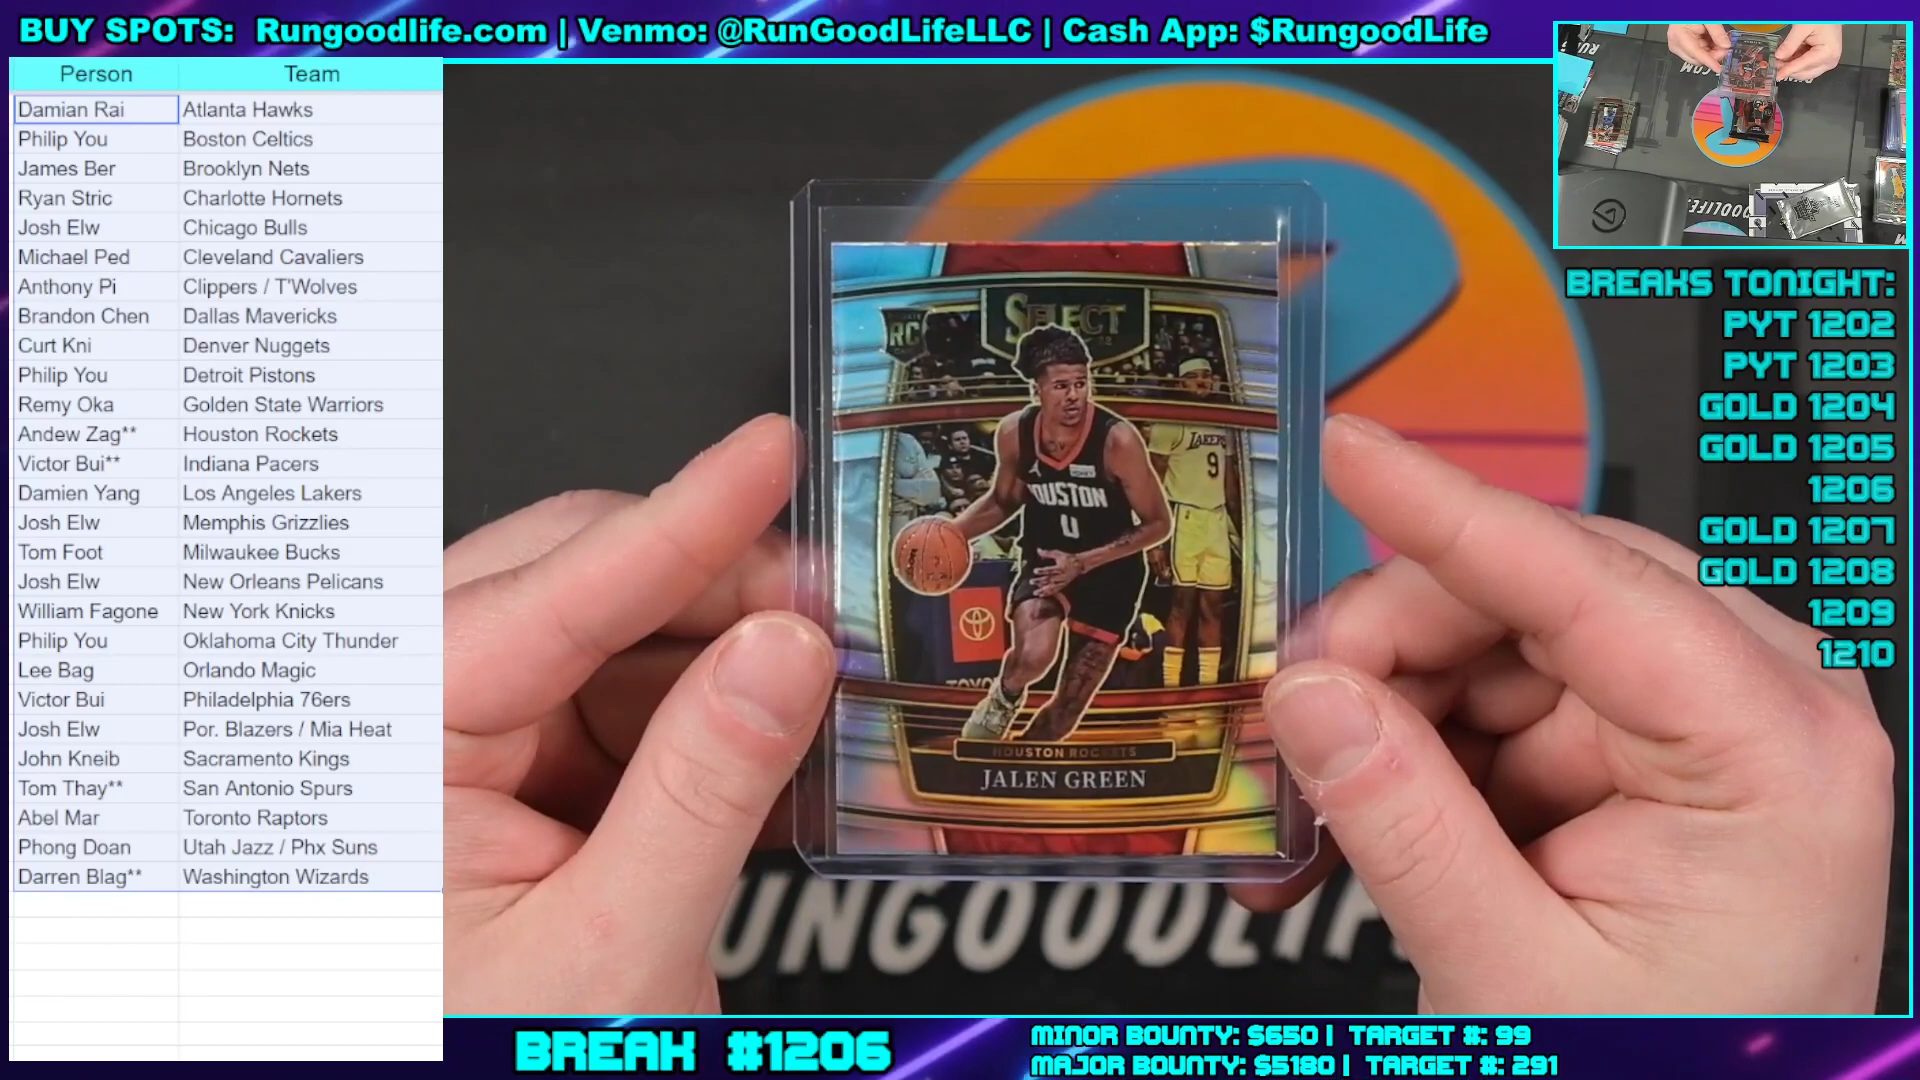 BUY SPOTS: Rungoodlife.com | Venmo: @RunGoodLifeLLC | Cash App: $RungoodLife
Person Team
Damian Rai Atlanta Hawks
Philip You Boston Celtics
James Ber Brooklyn Nets
Ryan Stric Charlotte Hornets
Josh Elw Chicago Bulls
Michael Ped Cleveland Cavaliers
Anthony Pi Clippers / T'Wolves
Brandon Chen Dallas Mavericks
Curt Kni Denver Nuggets
Philip You Detroit Pistons
Remy Oka Golden State Warriors
Andew Zag** Houston Rockets
Victor Bui** Indiana Pacers
Damien Yang Los Angeles Lakers
Josh Elw Memphis Grizzlies
Tom Foot Milwaukee Bucks
Josh Elw New Orleans Pelicans
William Fagone New York Knicks
Philip You Oklahoma City Thunder
Lee Bag Orlando Magic
Victor Bui Philadelphia 76ers
Josh Elw Por. Blazers / Mia Heat
John Kneib Sacramento Kings
Tom Thay** San Antonio Spurs
Abel Mar Toronto Raptors
Phong Doan Utah Jazz / Phx Suns
Darren Blag** Washington Wizards
SELECT
RC
LAKERS
9
HOUSTON
0
TOYO
HOUSTON ROCKETS
JALEN GREEN
RUNGOODLIF
BREAKS TONIGHT:
PYT 1202
PYT 1203
GOLD 1204
GOLD 1205
1206
GOLD 1207
GOLD 1208
1209
1210
BREAK #1206
MINOR BOUNTY: $650 | TARGET #: 99
MAJOR BOUNTY: $5180 | TARGET #: 291